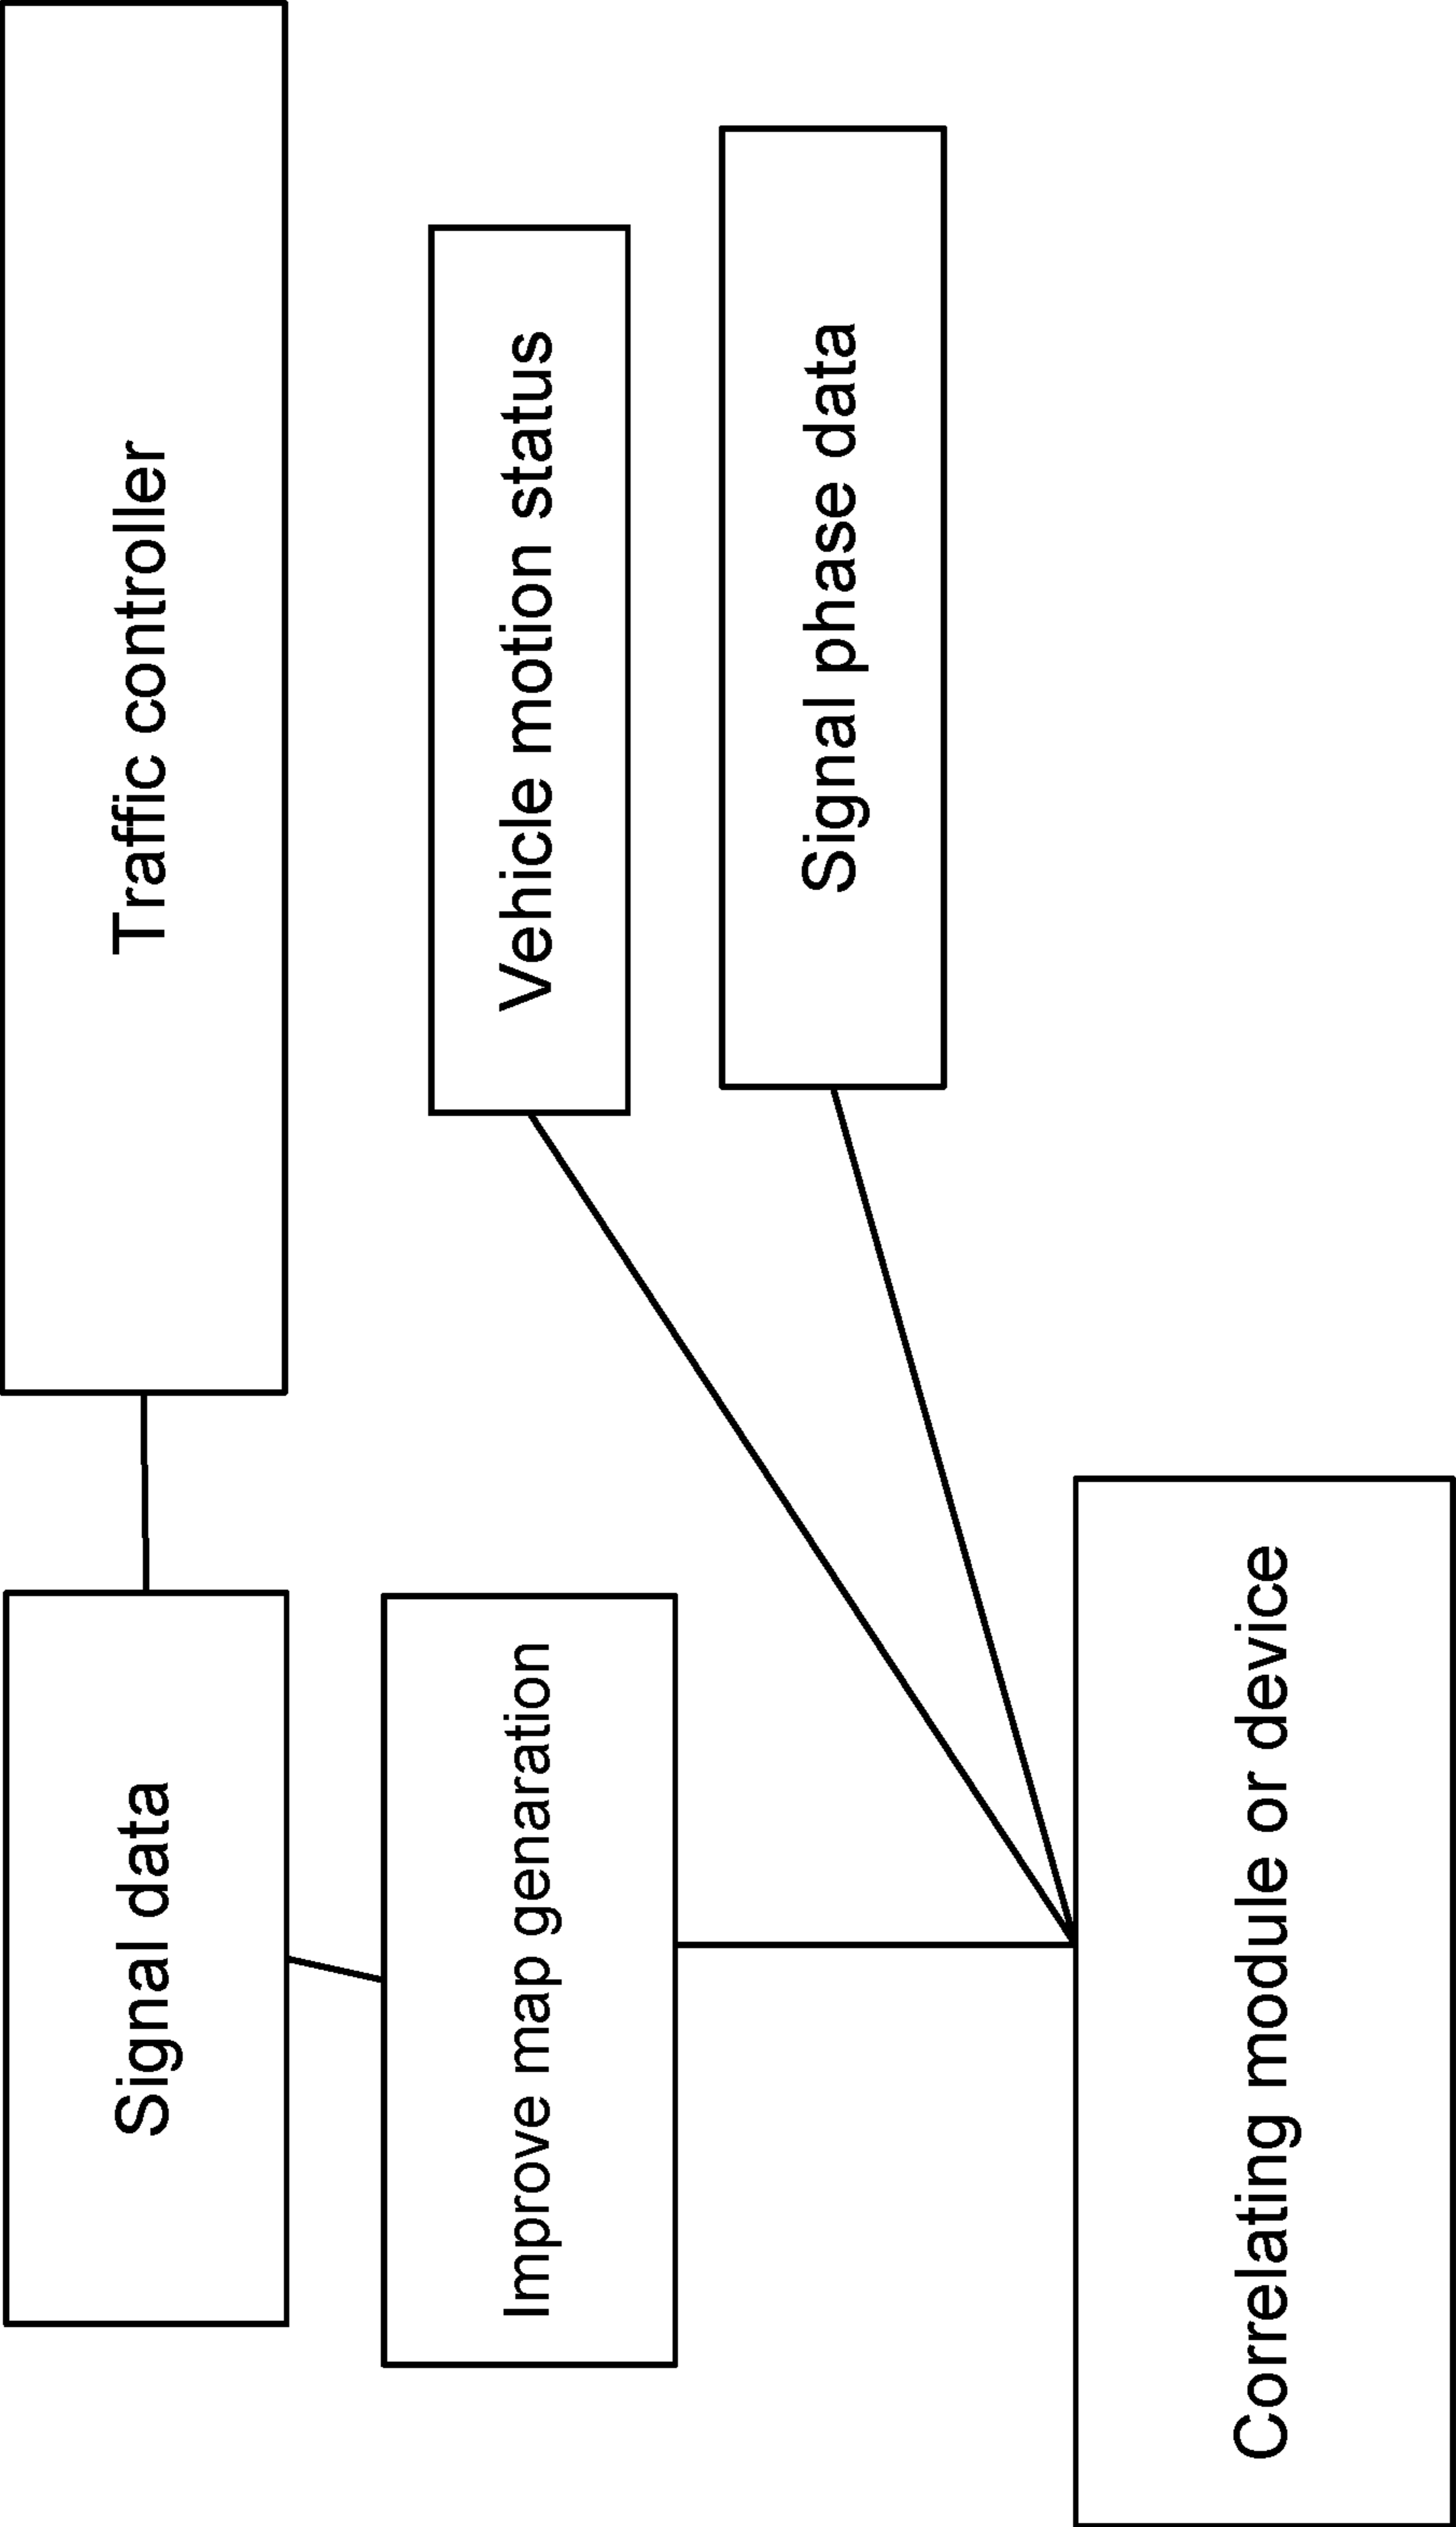 Signal data
Traffic controller
Improve map genaration
Vehicle motion status
Signal phase data
Correlating module or device